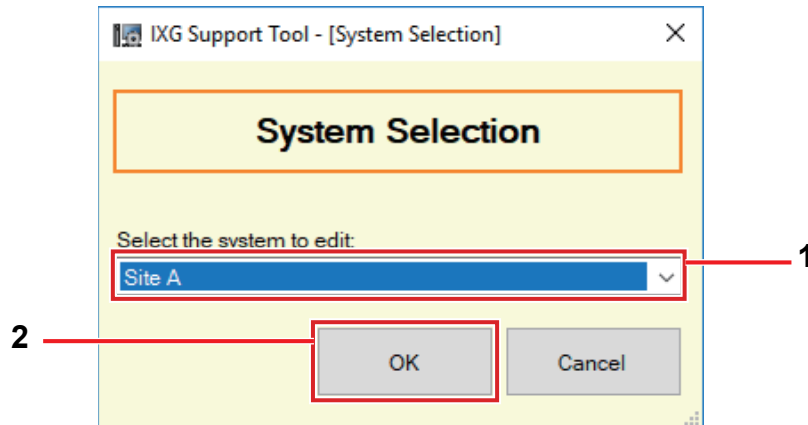 IXG Support Tool - [System Selection]
System Selection
Select the system to edit:
Site A
1
2
OK
Cancel